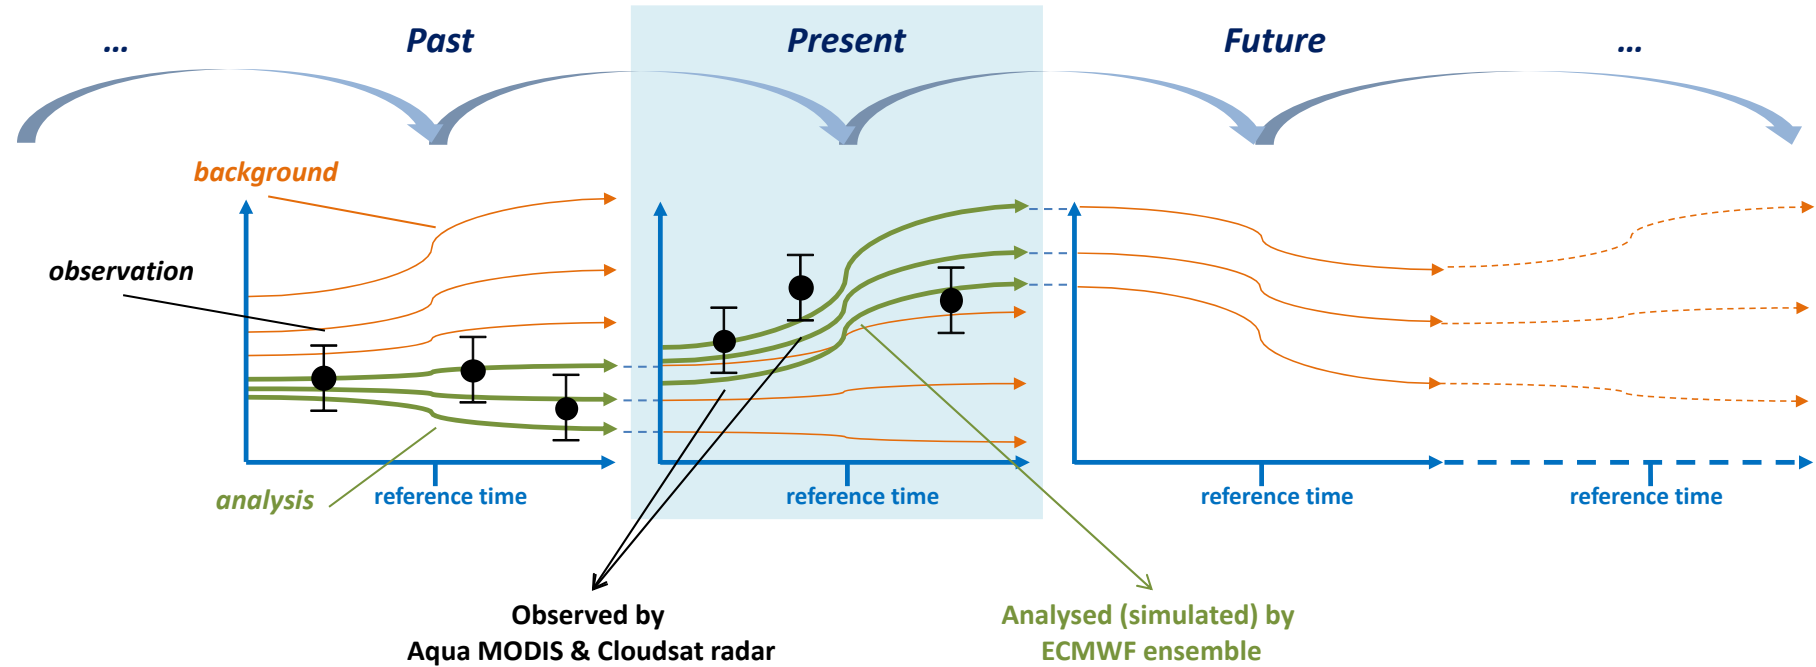 ...
Past
Present
Future
...
background
observation
analysis
reference time
reference time
reference time
reference time
Observed by
Aqua MODIS & Cloudsat radar
Analysed (simulated) by
ECMWF ensemble